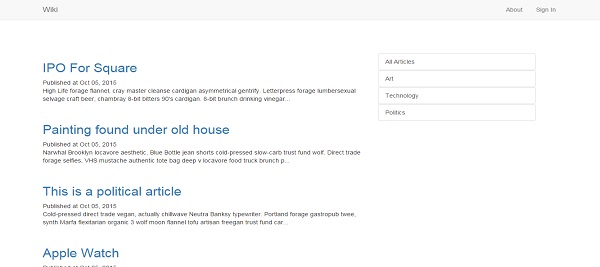 Wiki
About
Sign In
IPO For Square
Published at Oct 05, 2015
High Life forage flannel, cray master cleanse cardigan asymmetrical gentrify. Letterpress forage lumbersexual
selvage craft beer, chambray 8-bit bitters 90's cardigan. 8-bit brunch drinking vinegar...
Painting found under old house
Published at Oct 05, 2015
Narwhal Brooklyn locavore aesthetic. Blue Bottle jean shorts cold-pressed slow-carb trust fund wolf. Direct trade
forage selfies, VHS mustache authentic tote bag deep v locavore food truck brunch p...
This is a political article
Published at Oct 05, 2015
Cold-pressed direct trade vegan, actually chillwave Neutra Banksy typewriter. Portland forage gastropub twee,
synth Marfa flexitarian organic 3 wolf moon flannel tofu artisan freegan trust fund car...
Apple Watch
Published at Oct 05, 2015
All Articles
Art
Technology
Politics